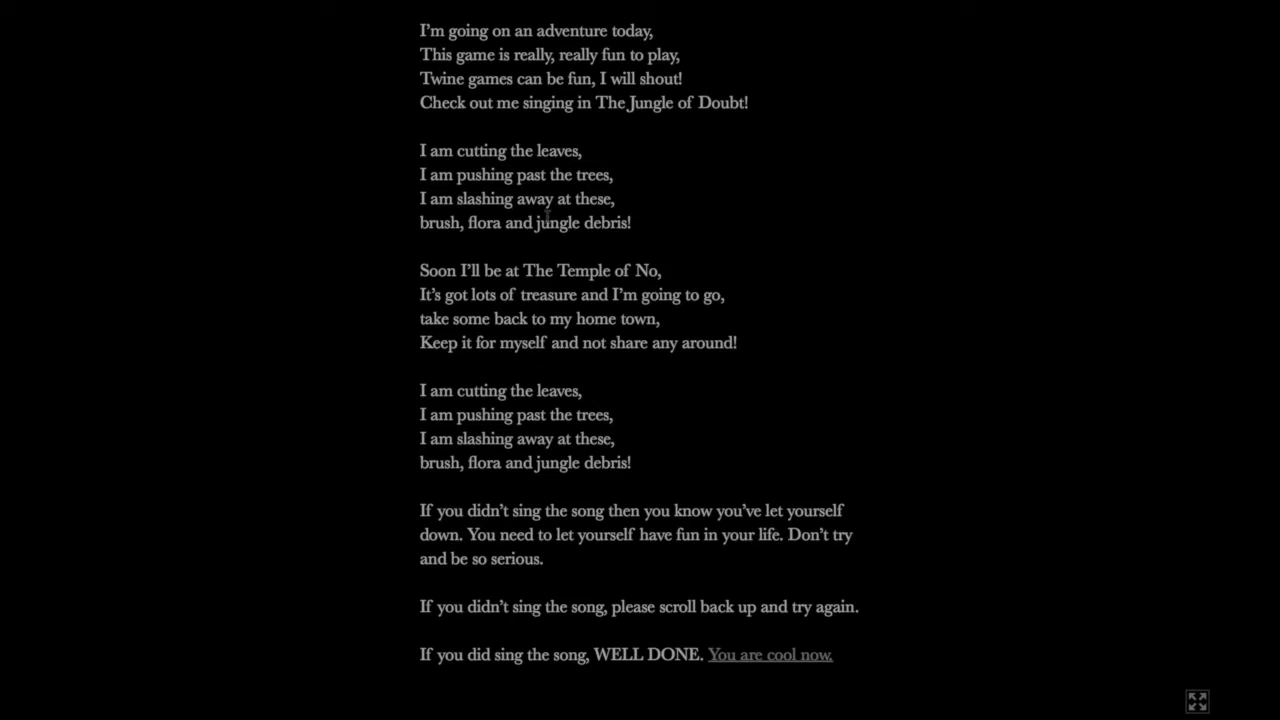 I'm going on an adventure today,
This game is really, really fun to play,
Twine games can be fun, I will shout!
Check out me singing in The Jungle of Doubt!
I am cutting the leaves,
I am pushing past the trees,
I am slashing away at these,
brush, flora and jungle debris!
Soon I'll be at The Temple of No,
It's got lots of treasure and I'm going to go,
take some back to my home town,
Keep it for myself and not share any around!
I am cutting the leaves,
I am pushing past the trees,
I am slashing away at these,
brush, flora and jungle debris!
If you didn't sing the song then you know you've let yourself
down. You need to let yourself have fun in your life. Don't try
and be so serious.
If you didn't sing the song, please scroll back up and try again.
If you did sing the song, WELL DONE. You are cool now.